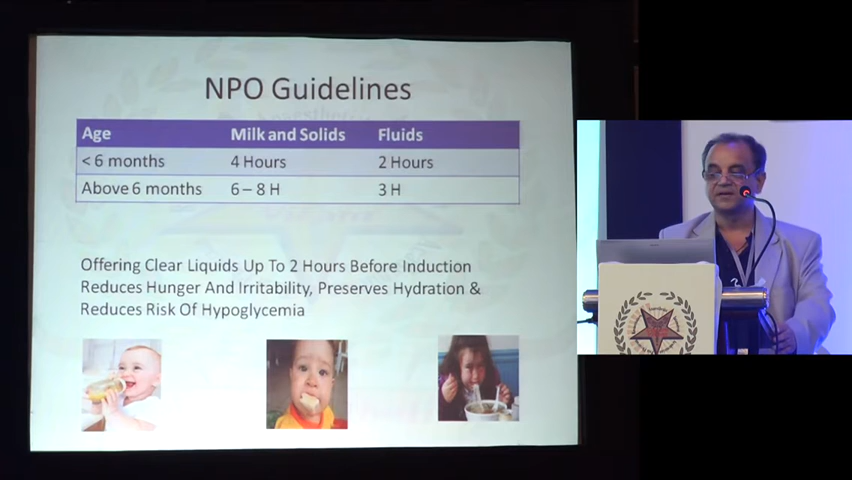 NPO Guidelines
Age Milk and Solids Fluids
< 6 months 4 Hours 2 Hours
Above 6 months 6 – 8 H 3 H
Offering Clear Liquids Up To 2 Hours Before Induction
Reduces Hunger And Irritability, Preserves Hydration &
Reduces Risk Of Hypoglycemia